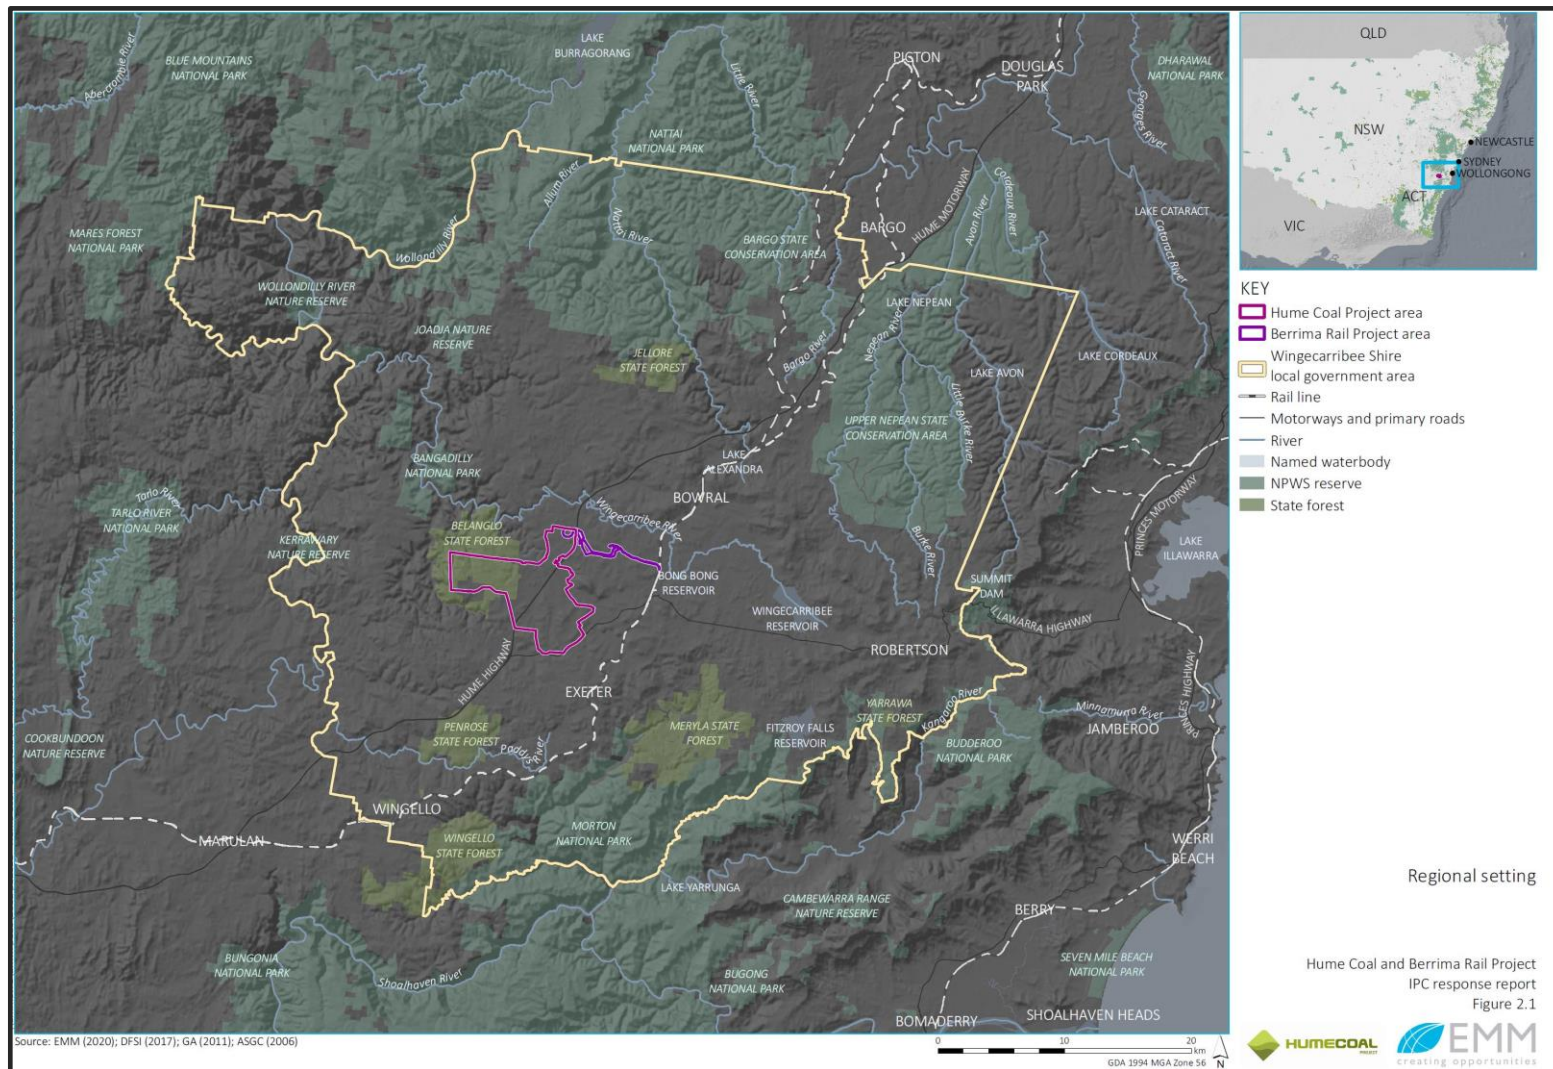 LAKE
BURRAGORANG
PISTON
DOUGLAS
PARK
DHARAWAL
NATIONAL PARK
BLUE MOUNTAINS
NATIONAL PARK
Abercrombie River
Little River
Georges River
NATTAI
NATIONAL PARK
Allum River
HUME MOTORWAY
Cordeaux River
Avon River
LAKE CATARACT
Cataract River
MARES FOREST
NATIONAL PARK
Wollondilly River
Nattai River
BARGO STATE
CONSERVATION AREA
BARGO
WOLLONDILLY RIVER
NATURE RESERVE
LAKE NEPEAN
Nepean River
JOADJA NATURE
RESERVE
JELLORE
STATE FOREST
Bargo River
LAKE CORDEAUX
LAKE AVON
Little Burke River
UPPER NEPEAN STATE
CONSERVATION AREA
BANGADILLY
NATIONAL PARK
LAKE
ALEXANDRA
BOWRAL
Tarlo River
TARLO RIVER
NATIONAL PARK
Wingecarribee River
PRINCES MOTORWAY
BELANGLO
STATE FOREST
KERRAWARY
NATURE RESERVE
Burke River
LAKE
ILLAWARRA
BONG BONG
RESERVOIR
SUMMIT
DAM
WINGECARRIBEE
RESERVOIR
ILLAWARRA HIGHWAY
ROBERTSON
HUME HIGHWAY
EXETER
PRINCES HIGHWAY
YARRAWA
STATE FOREST
Kangaroo River
Minnamurra River
JAMBEROO
COOKBUNDOON
NATURE RESERVE
PENROSE
STATE FOREST
Paddys River
MERYLA STATE
FOREST
FITZROY FALLS
RESERVOIR
BUDDEROO
NATIONAL PARK
WINGELLO
MARULAN
WINGELLO
STATE FOREST
MORTON
NATIONAL PARK
WERRI
BEACH
LAKE YARRUNGA
CAMBEWARRA RANGE
NATURE RESERVE
BERRY
BUNGONIA
NATIONAL PARK
Shoalhaven River
BUGONG
NATIONAL PARK
SEVEN MILE BEACH
NATIONAL PARK
BOMADERRY
SHOALHAVEN HEADS
QLD
NSW
NEWCASTLE
SYDNEY
WOLLONGONG
ACT
VIC
KEY
Hume Coal Project area
Berrima Rail Project area
Wingecarribee Shire
local government area
Rail line
Motorways and primary roads
River
Named waterbody
NPWS reserve
State forest
Regional setting
Hume Coal and Berrima Rail Project
IPC response report
Figure 2.1
HUMECOAL
PROJECT
EMM
creating opportunities
Source: EMM (2020); DFSI (2017); GA (2011); ASGC (2006)
0 10 20
km
GDA 1994 MGA Zone 56
N